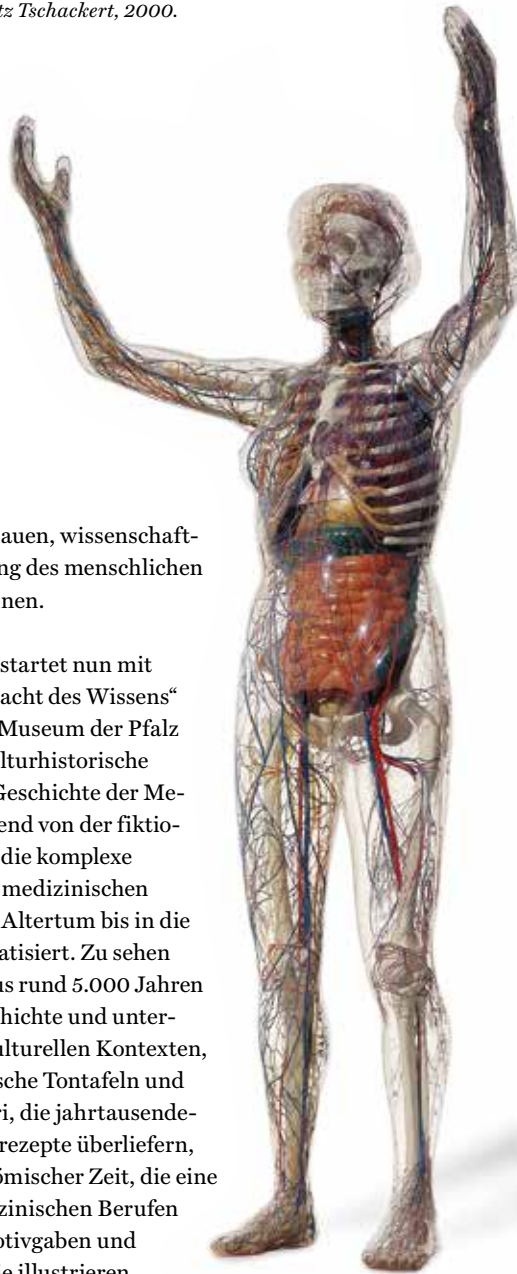 tz Tschackert, 2000.
auen, wissenschaft-
ng des menschlichen
nen.
startet nun mit
acht des Wissens“
Museum der Pfalz
lturhistorische
Geschichte der Me-
end von der fiktio-
die komplexe
medizinischen
Altertum bis in die
atisiert. Zu sehen
us rund 5.000 Jahren
hichte und unter-
ulturellen Kontexten,
sche Tontafeln und
ri, die jahrtausende-
rezepte überliefern,
ömischer Zeit, die eine
zinischen Berufen
otivgaben und
ie illustrieren